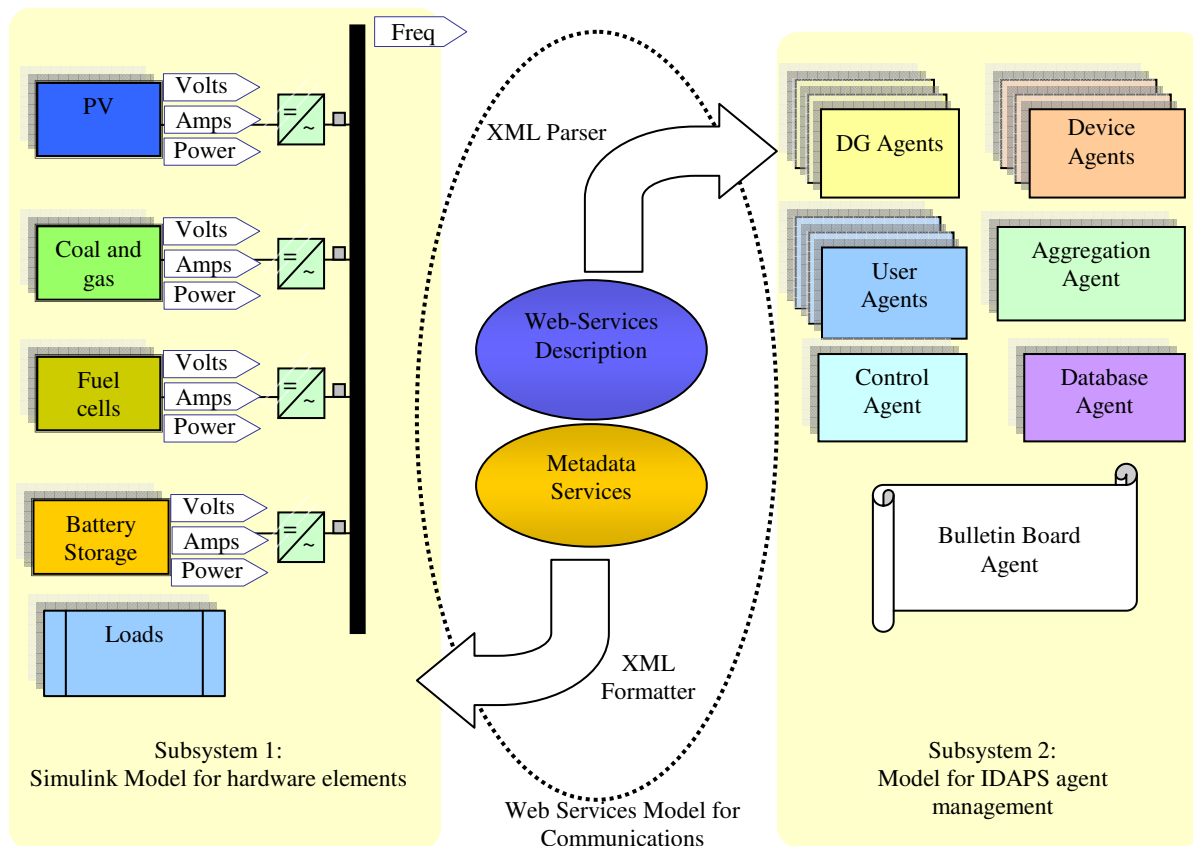 Freq
PV
Volts
Amps
Power
=
~
Coal and
gas
Volts
Amps
Power
=
~
Fuel
cells
Volts
Amps
Power
=
~
Battery
Storage
Volts
Amps
Power
=
~
Loads
Subsystem 1:
Simulink Model for hardware elements
XML Parser
Web-Services
Description
Metadata
Services
XML
Formatter
Web Services Model for
Communications
DG Agents
Device
Agents
User
Agents
Aggregation
Agent
Control
Agent
Database
Agent
Bulletin Board
Agent
Subsystem 2:
Model for IDAPS agent
management